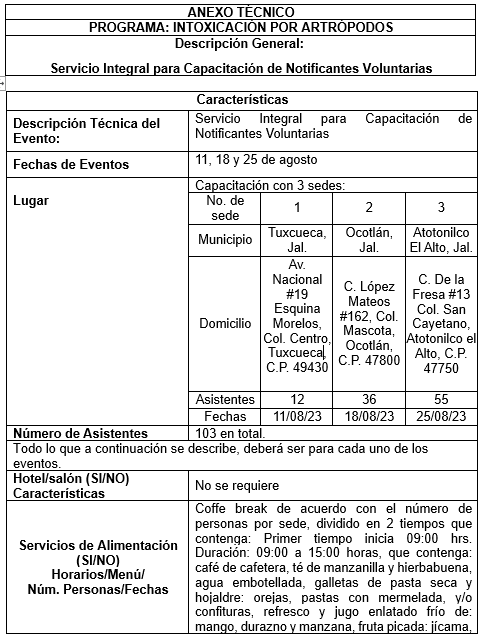 ANEXO TÉCNICO
PROGRAMA: INTOXICACIÓN POR ARTRÓPODOS
Descripción General:
Servicio Integral para Capacitación de Notificantes Voluntarias
Características
Descripción Técnica del
Evento:
Servicio Integral para Capacitación de
Notificantes Voluntarias
Fechas de Eventos
11, 18 y 25 de agosto
Lugar
Capacitación con 3 sedes:
No. de
sede
1
2
3
Municipio
Tuxcueca,
Jal.
Ocotlán,
Jal.
Atotonilco
El Alto, Jal.
Domicilio
Av.
Nacional
#19
Esquina
Morelos,
Col. Centro,
Tuxcueca,
C.P. 49430
C. López
Mateos
#162, Col.
Mascota,
Ocotlán,
C.P. 47800
C. De la
Fresa #13
Col. San
Cayetano,
Atotonilco el
Alto, C.P.
47750
Asistentes
12
36
55
Fechas
11/08/23
18/08/23
25/08/23
Número de Asistentes
103 en total.
Todo lo que a continuación se describe, deberá ser para cada uno de los
eventos.
Hotel/salón (SI/NO)
Características
No se requiere
Servicios de Alimentación
(SI/NO)
Horarios/Menú/
Núm. Personas/Fechas
Coffe break de acuerdo con el número de
personas por sede, dividido en 2 tiempos que
contenga: Primer tiempo inicia 09:00 hrs.
Duración: 09:00 a 15:00 horas, que contenga:
café de cafetera, té de manzanilla y hierbabuena,
agua embotellada, galletas de pasta seca y
hojaldre: orejas, pastas con mermelada, y/o
confituras, refresco y jugo enlatado frío de:
mango, durazno y manzana, fruta picada: jícama,